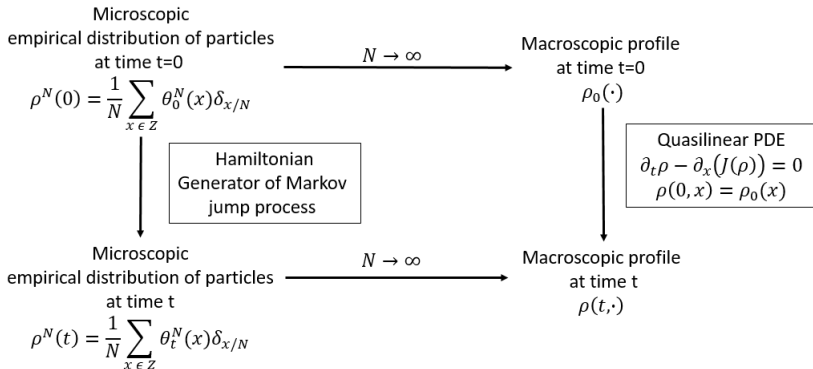 Microscopic
empirical distribution of particles
at time t=0
ρ^N(0) = 1/N ∑_{x ϵ Z} θ_0^N(x)δ_{x/N}
N → ∞
Macroscopic profile
at time t=0
ρ_0(·)
Hamiltonian
Generator of Markov
jump process
Quasilinear PDE
∂_tρ − ∂_x(J(ρ)) = 0
ρ(0, x) = ρ_0(x)
Microscopic
empirical distribution of particles
at time t
ρ^N(t) = 1/N ∑_{x ϵ Z} θ_t^N(x)δ_{x/N}
N → ∞
Macroscopic profile
at time t
ρ(t,·)